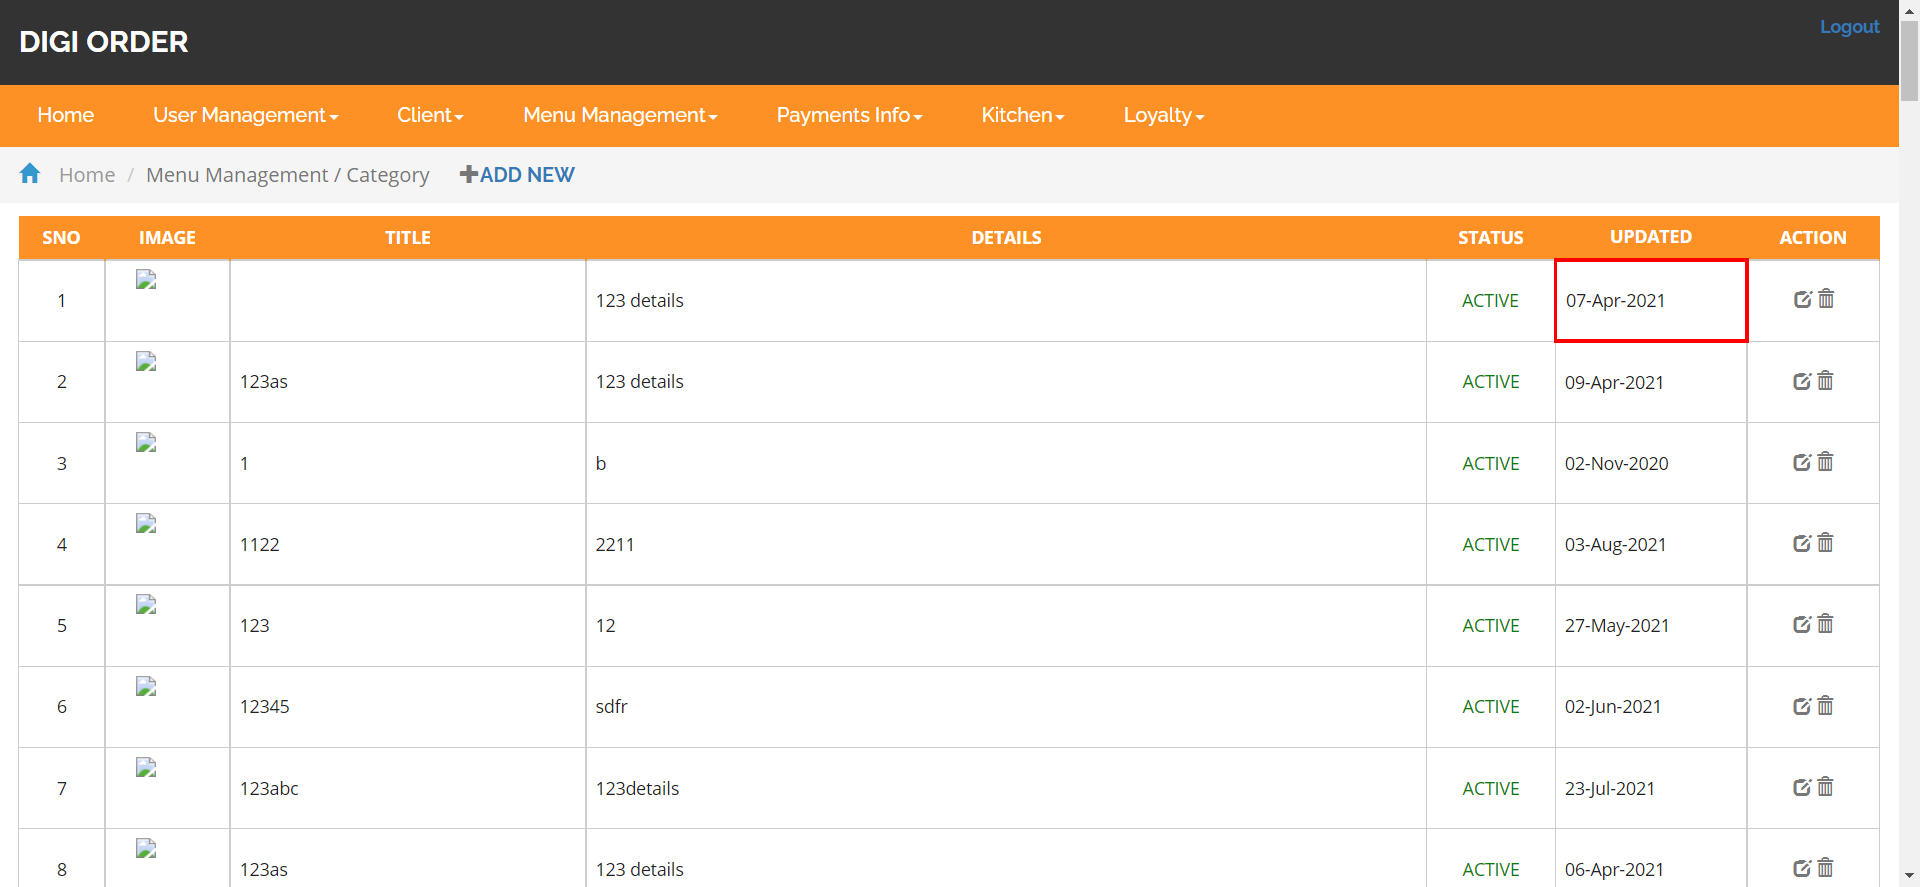 DIGI ORDER
Logout
Home User Management Client Menu Management Payments Info Kitchen Loyalty
Home / Menu Management / Category ADD NEW
SNO IMAGE TITLE DETAILS STATUS UPDATED ACTION
1 123 details ACTIVE 07-Apr-2021
2 123as 123 details ACTIVE 09-Apr-2021
3 1 b ACTIVE 02-Nov-2020
4 1122 2211 ACTIVE 03-Aug-2021
5 123 12 ACTIVE 27-May-2021
6 12345 sdfr ACTIVE 02-Jun-2021
7 123abc 123details ACTIVE 23-Jul-2021
8 123as 123 details ACTIVE 06-Apr-2021